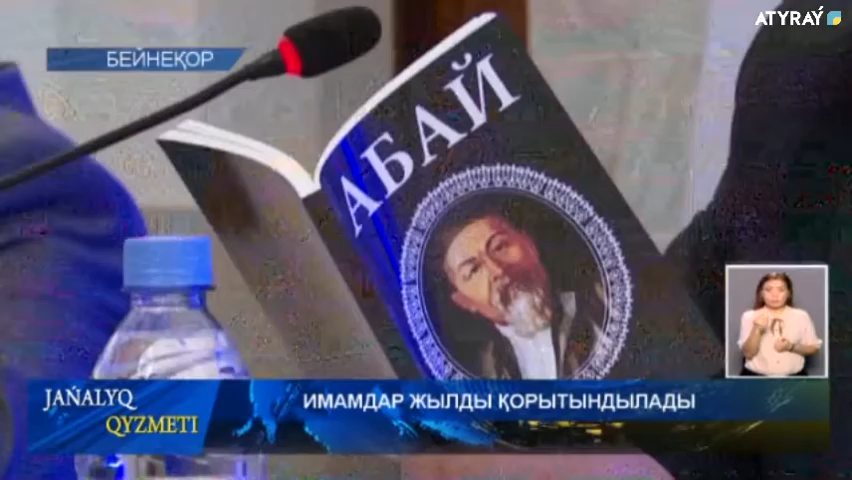 ATYRAÝ
БЕЙНЕҚОР
АБАЙ
JAŃALYQ
QYZMETI
ИМАМДАР ЖЫЛДЫ ҚОРЫТЫНДЫЛАДЫ